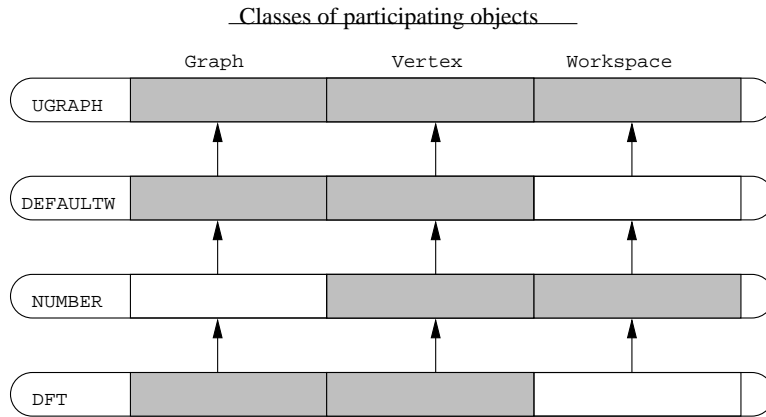 Classes of participating objects
Graph Vertex Workspace
UGRAPH
DEFAULTW
NUMBER
DFT